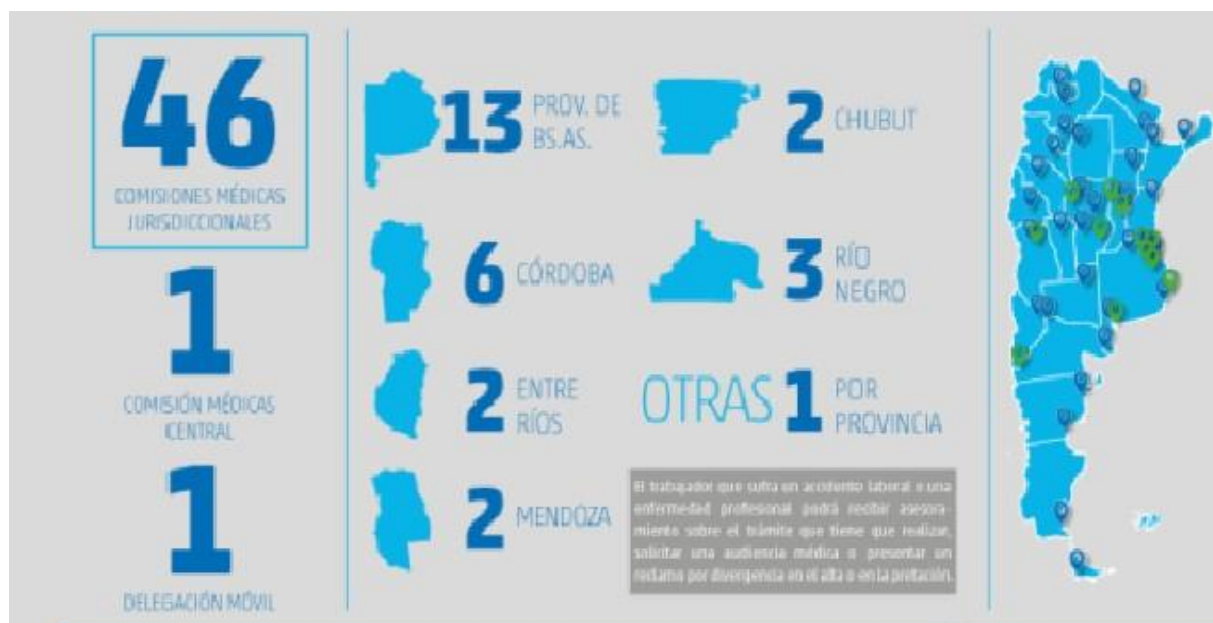 46
COMISIONES MÉDICAS
JURISDICCIONALES
1
COMISIÓN MÉDICAS
CENTRAL
1
DELEGACIÓN MÓVIL
13 PROV. DE
BS.AS.
6 CÓRDOBA
2 ENTRE
RÍOS
2 MENDOZA
2 CHUBUT
3 RÍO
NEGRO
OTRAS 1 POR
PROVINCIA
El trabajador que sufra un accidente laboral o una
enfermedad profesional podrá recibir asesora-
miento sobre el trámite que tiene que realizar,
solicitar una audiencia médica o presentar un
reclamo por divergencia en el alta o en la pretación.